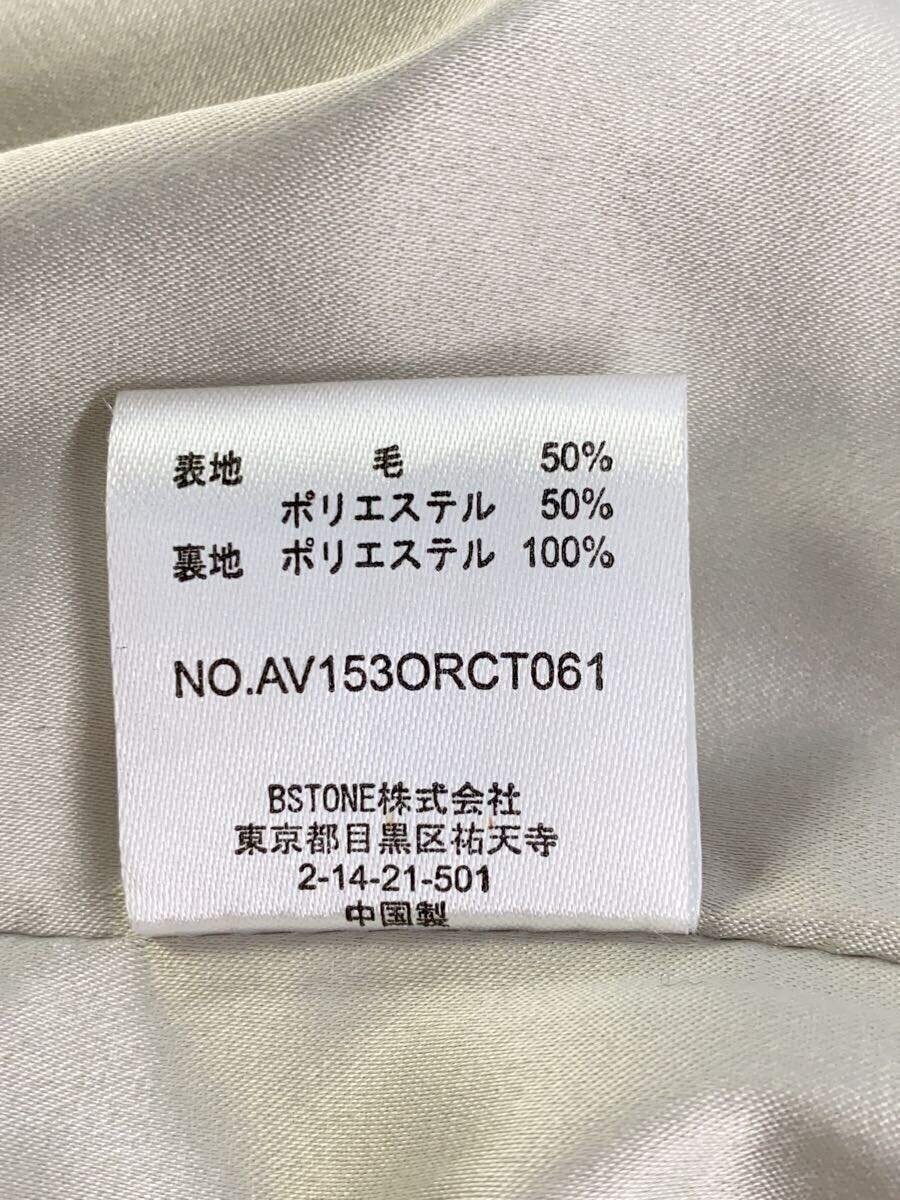 表地 毛 50%
ポリエステル 50%
裏地 ポリエステル 100%
NO.AV153ORCT061
BSTONE株式会社
東京都目黒区祐天寺
2-14-21-501
中国製